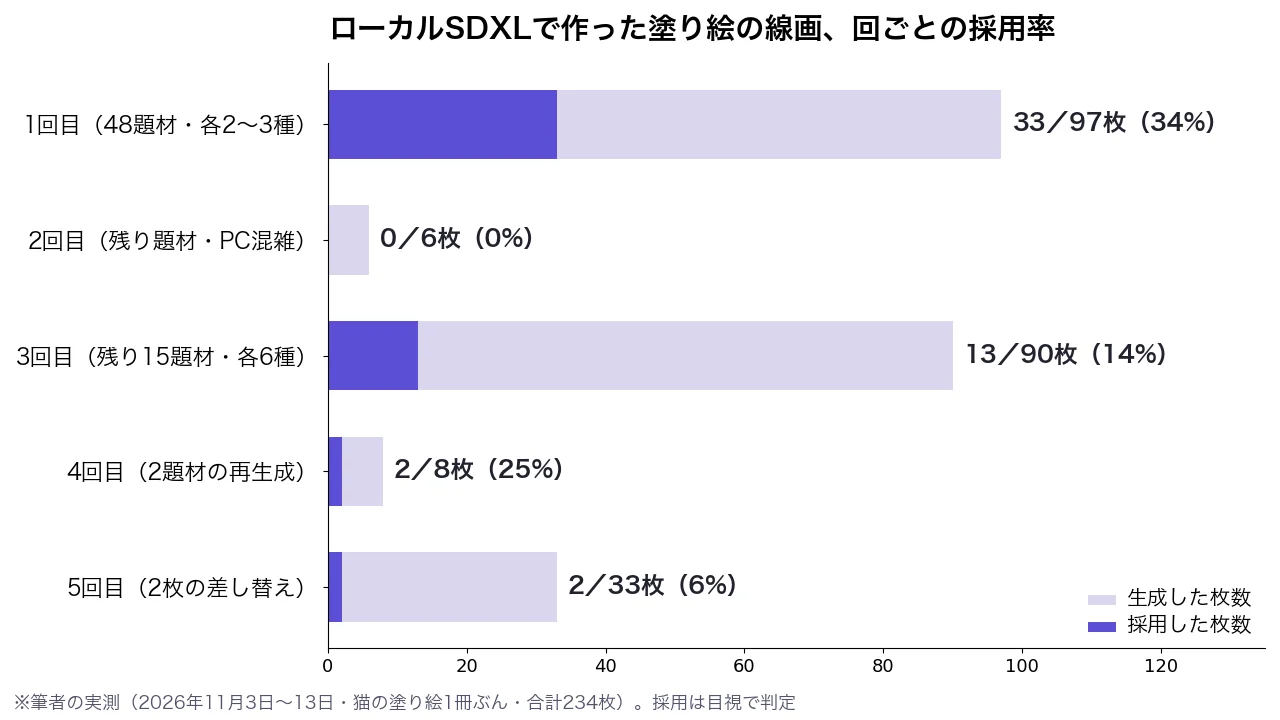 ローカルSDXLで作った塗り絵の線画、回ごとの採用率
1回目（48題材・各2～3種）
33／97枚（34%）
2回目（残り題材・PC混雑）
0／6枚（0%）
3回目（残り15題材・各6種）
13／90枚（14%）
4回目（2題材の再生成）
2／8枚（25%）
5回目（2枚の差し替え）
2／33枚（6%）
生成した枚数
採用した枚数
0 20 40 60 80 100 120
※筆者の実測（2026年11月3日～13日・猫の塗り絵1冊ぶん・合計234枚）。採用は目視で判定